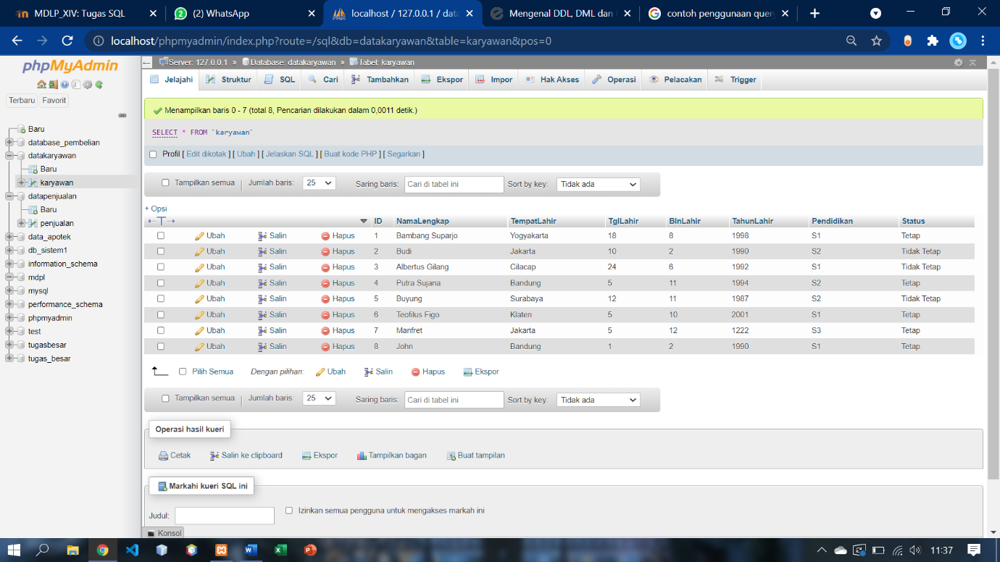 MDLP_XIV: Tugas SQL
(2) WhatsApp
localhost / 127.0.0.1 / data
Mengenal DDL, DML dan
contoh penggunaan query
localhost/phpmyadmin/index.php?route=/sql&db=datakaryawan&table=karyawan&pos=0
phpMyAdmin
Terbaru Favorit
Baru
database_pembelian
datakaryawan
Baru
karyawan
datapenjualan
Baru
penjualan
data_apotek
db_sistem1
information_schema
mdpl
mysql
performance_schema
phpmyadmin
test
tugasbesar
tugas_besar
Server: 127.0.0.1 » Database: datakaryawan » Tabel: karyawan
Jelajahi Struktur SQL Cari Tambahkan Ekspor Impor Hak Akses Operasi Pelacakan Trigger
Menampilkan baris 0 - 7 (total 8, Pencarian dilakukan dalam 0,0011 detik.)
SELECT * FROM `karyawan`
Profil [ Edit dikotak ] [ Ubah ] [ Jelaskan SQL ] [ Buat kode PHP ] [ Segarkan ]
Tampilkan semua Jumlah baris: 25 Saring baris: Cari di tabel ini Sort by key: Tidak ada
+ Opsi
←T→ ID NamaLengkap TempatLahir TglLahir BlnLahir TahunLahir Pendidikan Status
Ubah Salin Hapus 1 Bambang Suparjo Yogyakarta 18 8 1998 S1 Tetap
Ubah Salin Hapus 2 Budi Jakarta 10 2 1990 S2 Tidak Tetap
Ubah Salin Hapus 3 Albertus Gilang Cilacap 24 6 1992 S1 Tidak Tetap
Ubah Salin Hapus 4 Putra Sujana Bandung 5 11 1994 S2 Tetap
Ubah Salin Hapus 5 Buyung Surabaya 12 11 1987 S2 Tidak Tetap
Ubah Salin Hapus 6 Teofilus Figo Klaten 5 10 2001 S1 Tetap
Ubah Salin Hapus 7 Manfret Jakarta 5 12 1222 S3 Tetap
Ubah Salin Hapus 8 John Bandung 1 2 1990 S1 Tetap
Pilih Semua Dengan pilihan: Ubah Salin Hapus Ekspor
Tampilkan semua Jumlah baris: 25 Saring baris: Cari di tabel ini Sort by key: Tidak ada
Operasi hasil kueri
Cetak Salin ke clipboard Ekspor Tampilkan bagan Buat tampilan
Markahi kueri SQL ini
Judul: Izinkan semua pengguna untuk mengakses markah ini
Konsol
11:37